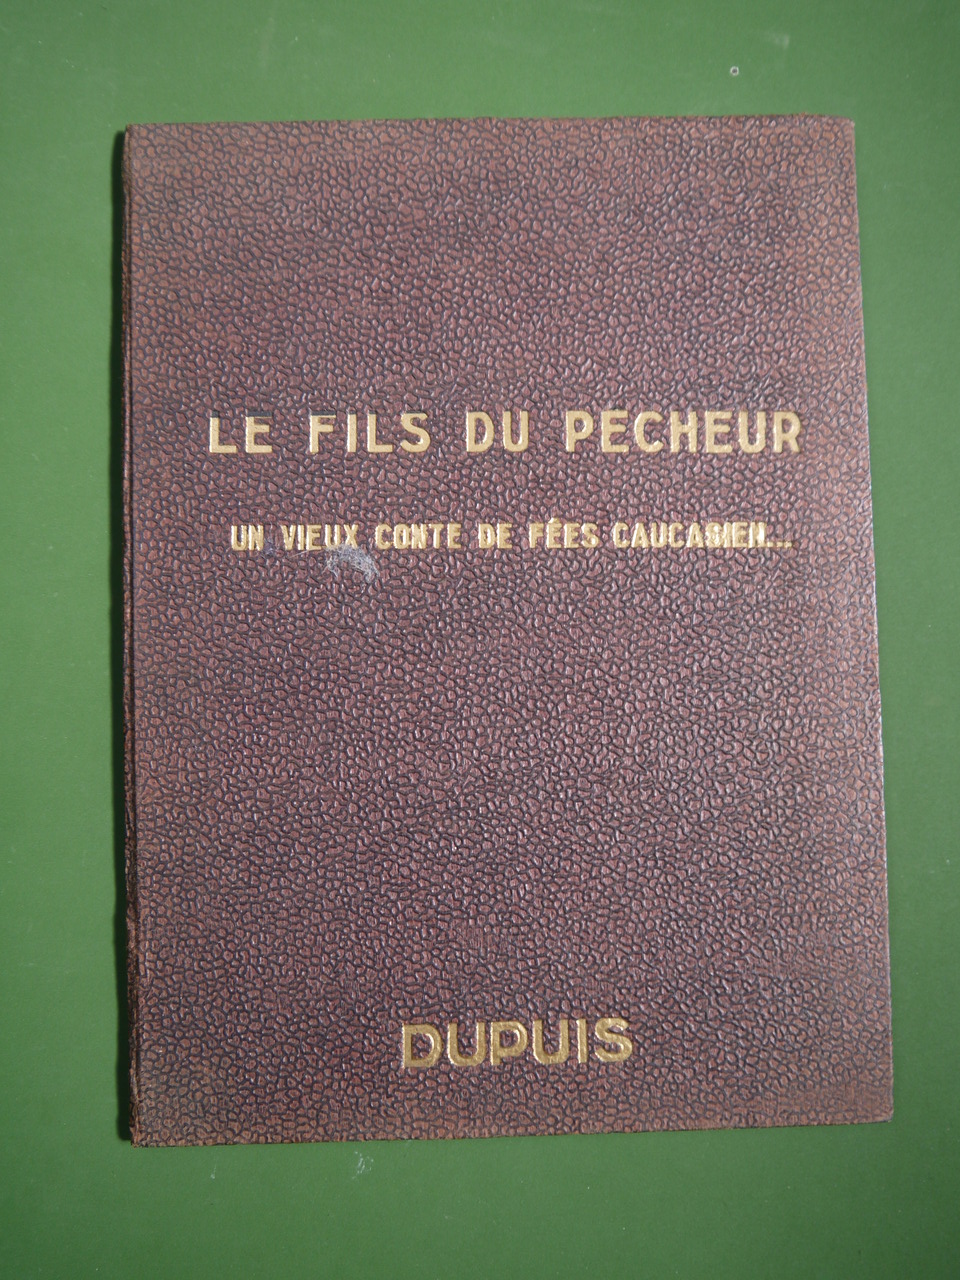 LE FILS DU PECHEUR
UN VIEUX CONTE DE FÉES CAUCASIEN...
DUPUIS